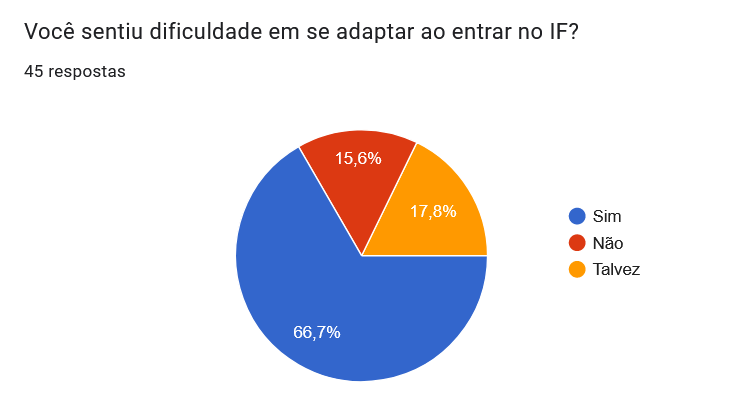 Você sentiu dificuldade em se adaptar ao entrar no IF?
45 respostas
15,6%
17,8%
66,7%
Sim
Não
Talvez